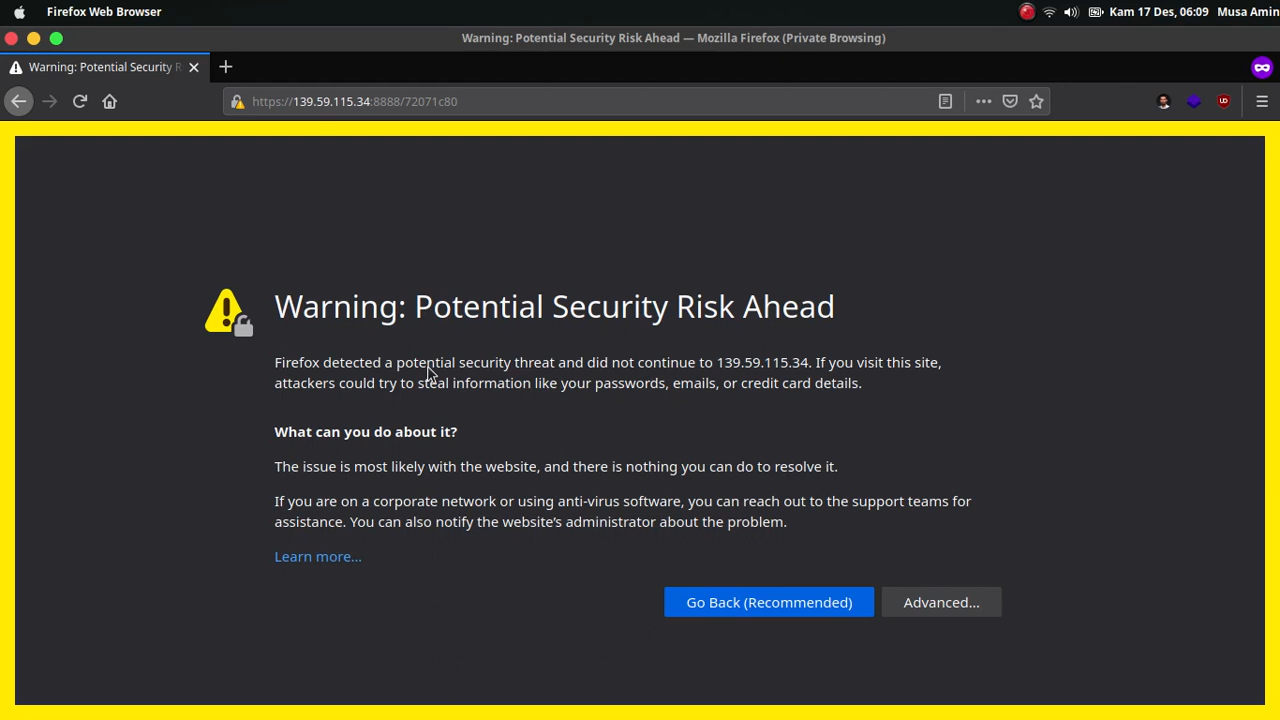 Firefox Web Browser
Kam 17 Des, 06:09 Musa Amin
Warning: Potential Security Risk Ahead — Mozilla Firefox (Private Browsing)
Warning: Potential Security R
https://139.59.115.34:8888/72071c80
Warning: Potential Security Risk Ahead
Firefox detected a potential security threat and did not continue to 139.59.115.34. If you visit this site,
attackers could try to steal information like your passwords, emails, or credit card details.
What can you do about it?
The issue is most likely with the website, and there is nothing you can do to resolve it.
If you are on a corporate network or using anti-virus software, you can reach out to the support teams for
assistance. You can also notify the website’s administrator about the problem.
Learn more…
Go Back (Recommended)
Advanced…